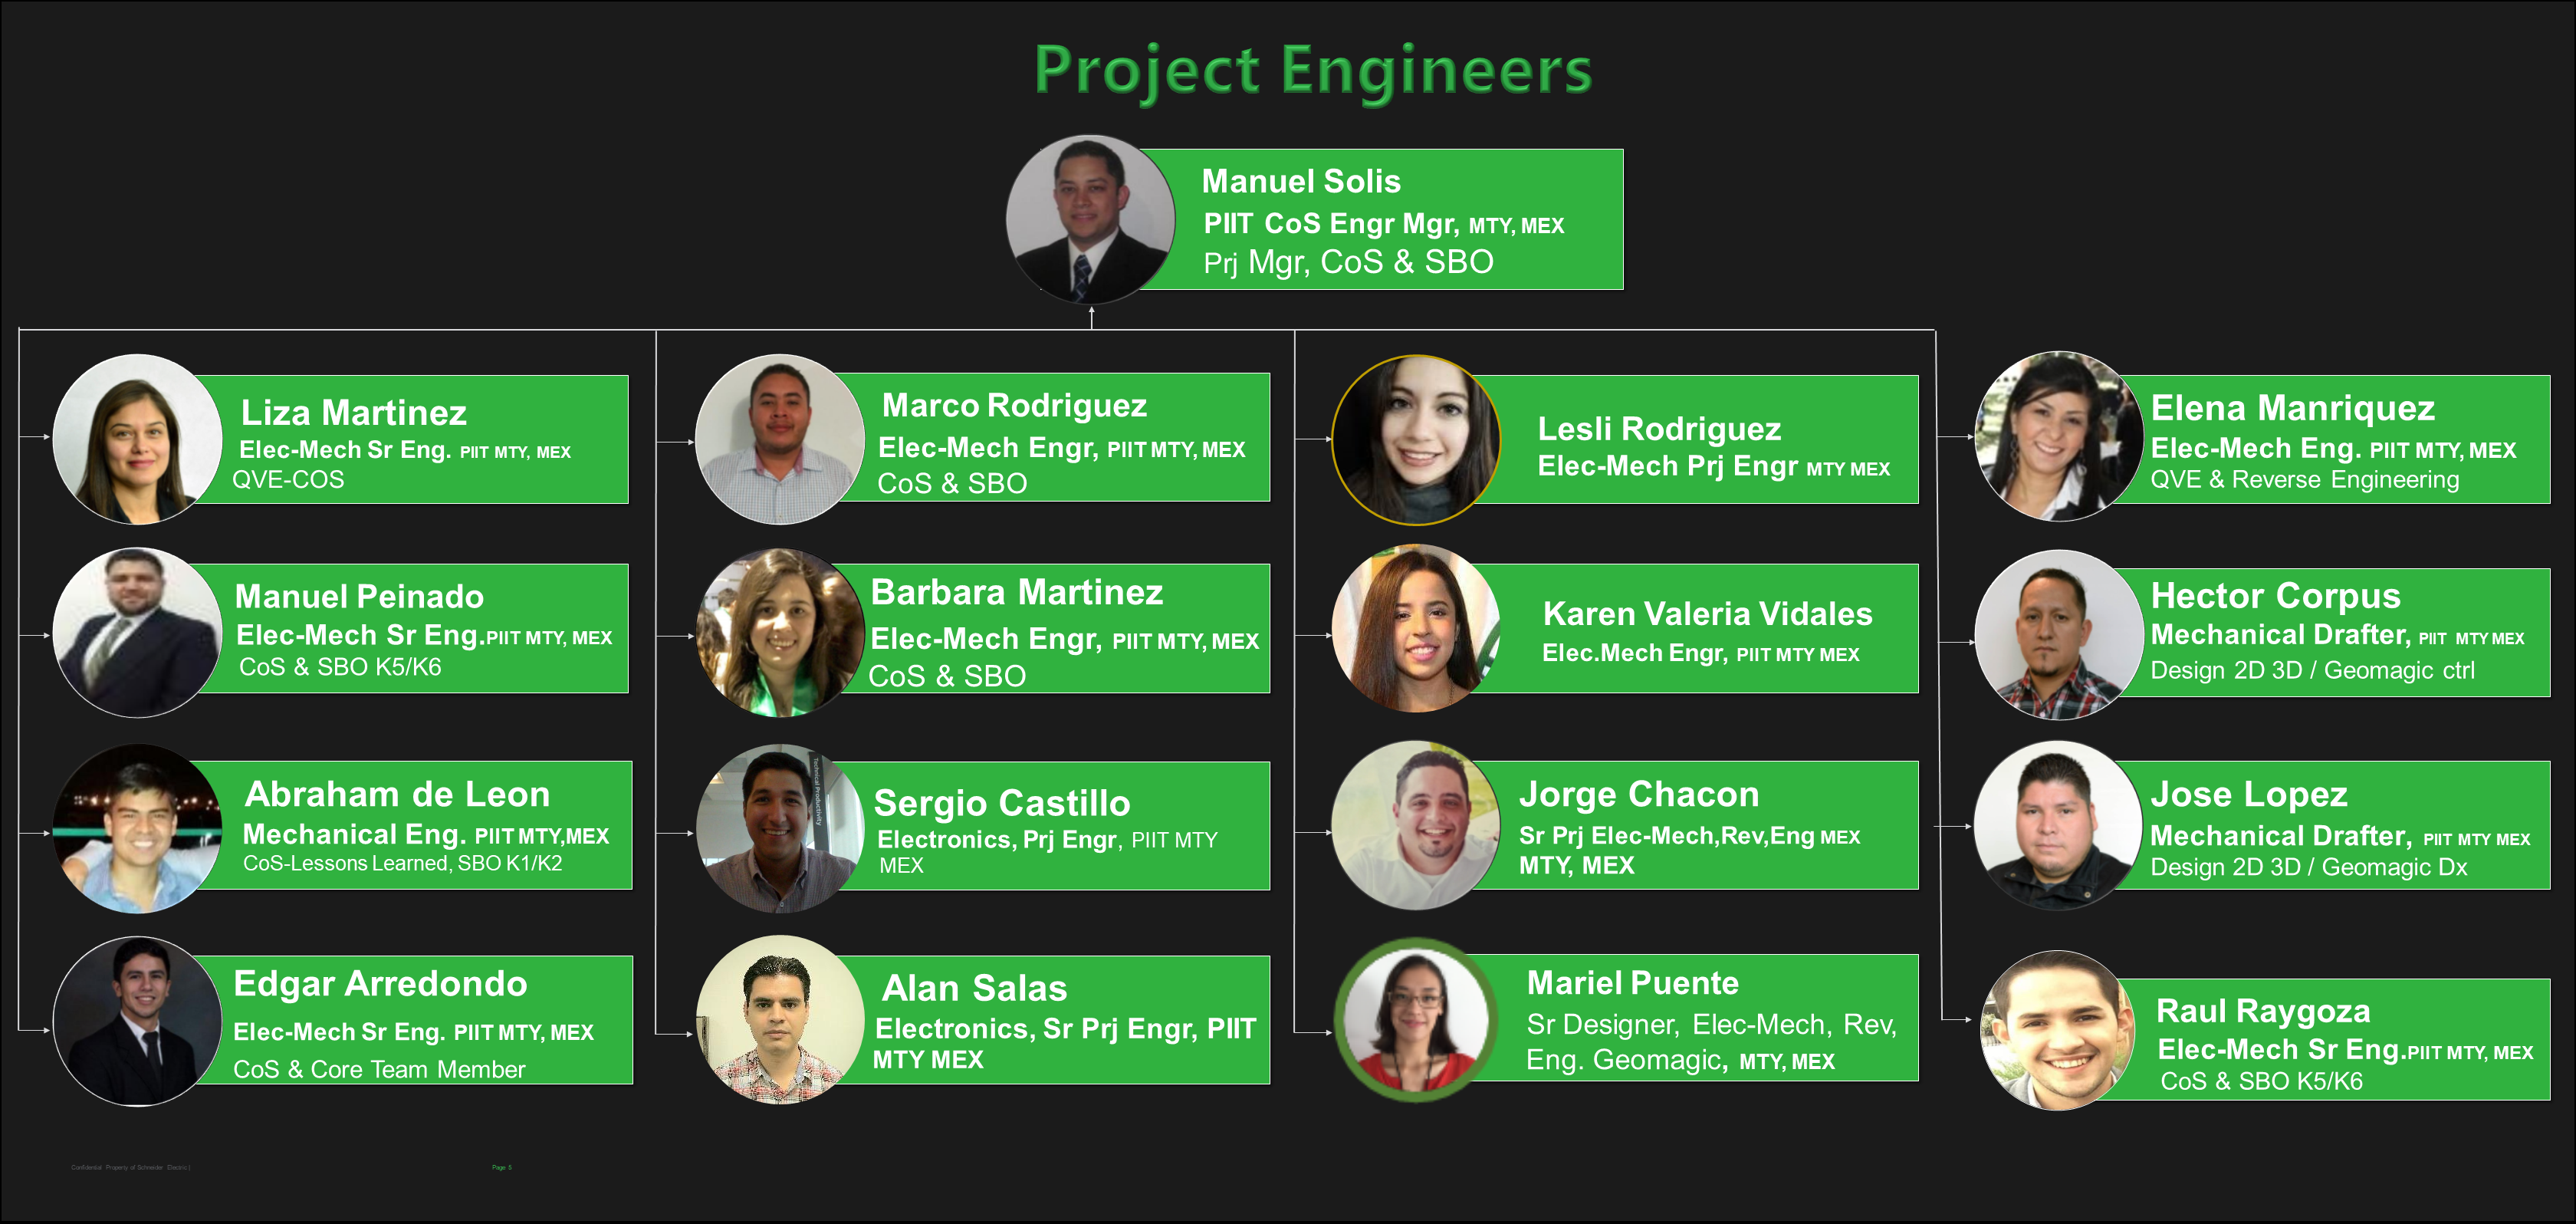 Project Engineers
Manuel Solis
PIIT CoS Engr Mgr, MTY, MEX
Prj Mgr, CoS & SBO
Liza Martinez
Elec-Mech Sr Eng. PIIT MTY, MEX
QVE-COS
Manuel Peinado
Elec-Mech Sr Eng.PIIT MTY, MEX
CoS & SBO K5/K6
Abraham de Leon
Mechanical Eng. PIIT MTY,MEX
CoS-Lessons Learned, SBO K1/K2
Edgar Arredondo
Elec-Mech Sr Eng. PIIT MTY, MEX
CoS & Core Team Member
Marco Rodriguez
Elec-Mech Engr, PIIT MTY, MEX
CoS & SBO
Barbara Martinez
Elec-Mech Engr, PIIT MTY, MEX
CoS & SBO
Technical Productivity
Sergio Castillo
Electronics, Prj Engr, PIIT MTY
MEX
Alan Salas
Electronics, Sr Prj Engr, PIIT
MTY MEX
Lesli Rodriguez
Elec-Mech Prj Engr MTY MEX
Karen Valeria Vidales
Elec.Mech Engr, PIIT MTY MEX
Jorge Chacon
Sr Prj Elec-Mech,Rev,Eng MEX
MTY, MEX
Mariel Puente
Sr Designer, Elec-Mech, Rev,
Eng. Geomagic, MTY, MEX
Elena Manriquez
Elec-Mech Eng. PIIT MTY, MEX
QVE & Reverse Engineering
Hector Corpus
Mechanical Drafter, PIIT MTY MEX
Design 2D 3D / Geomagic ctrl
Jose Lopez
Mechanical Drafter, PIIT MTY MEX
Design 2D 3D / Geomagic Dx
Raul Raygoza
Elec-Mech Sr Eng.PIIT MTY, MEX
CoS & SBO K5/K6
Confidential Property of Schneider Electric |
Page 8